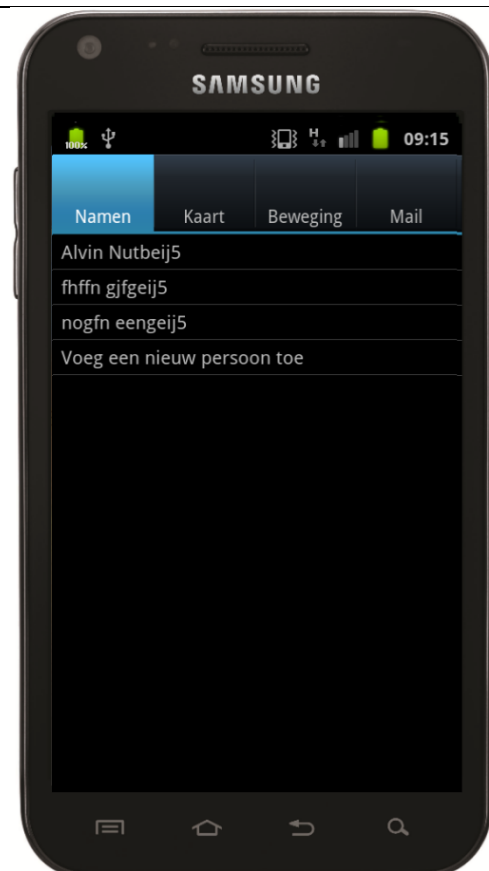 SAMSUNG
100% H 09:15
Namen Kaart Beweging Mail
Alvin Nutbeij5
fhffn gjfgeij5
nogfn eengeij5
Voeg een nieuw persoon toe